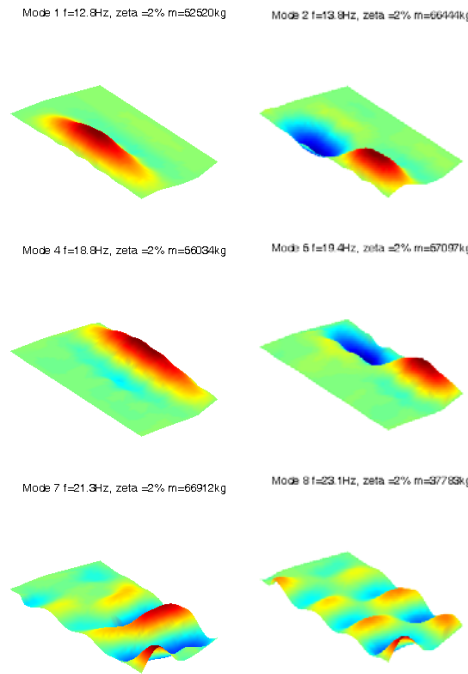 Mode 1 f=12.8Hz, zeta =2% m=52520kg
Mode 2 f=13.8Hz, zeta =2% m=66444kg
Mode 4 f=18.8Hz, zeta =2% m=56034kg
Mode 5 f=19.4Hz, zeta =2% m=57097kg
Mode 7 f=21.3Hz, zeta =2% m=66912kg
Mode 8 f=23.1Hz, zeta =2% m=37783kg